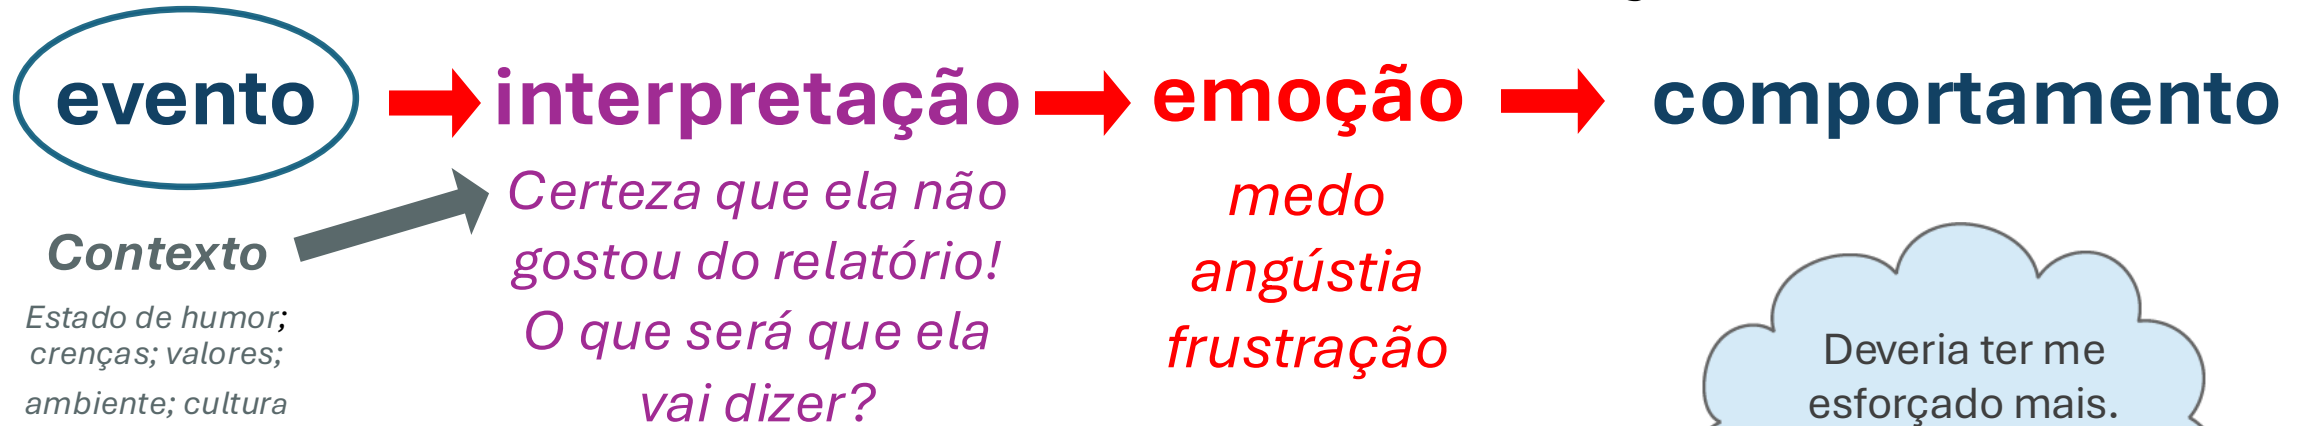 evento
interpretação
emoção
comportamento
Contexto
Estado de humor;
crenças; valores;
ambiente; cultura
Certeza que ela não
gostou do relatório!
O que será que ela
vai dizer?
medo
angústia
frustração
Deveria ter me
esforçado mais.